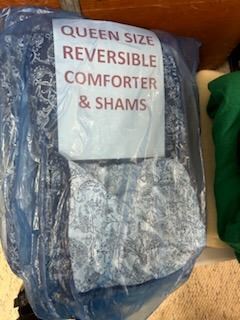 QUEEN SIZE
REVERSIBLE
COMFORTER
& SHAMS